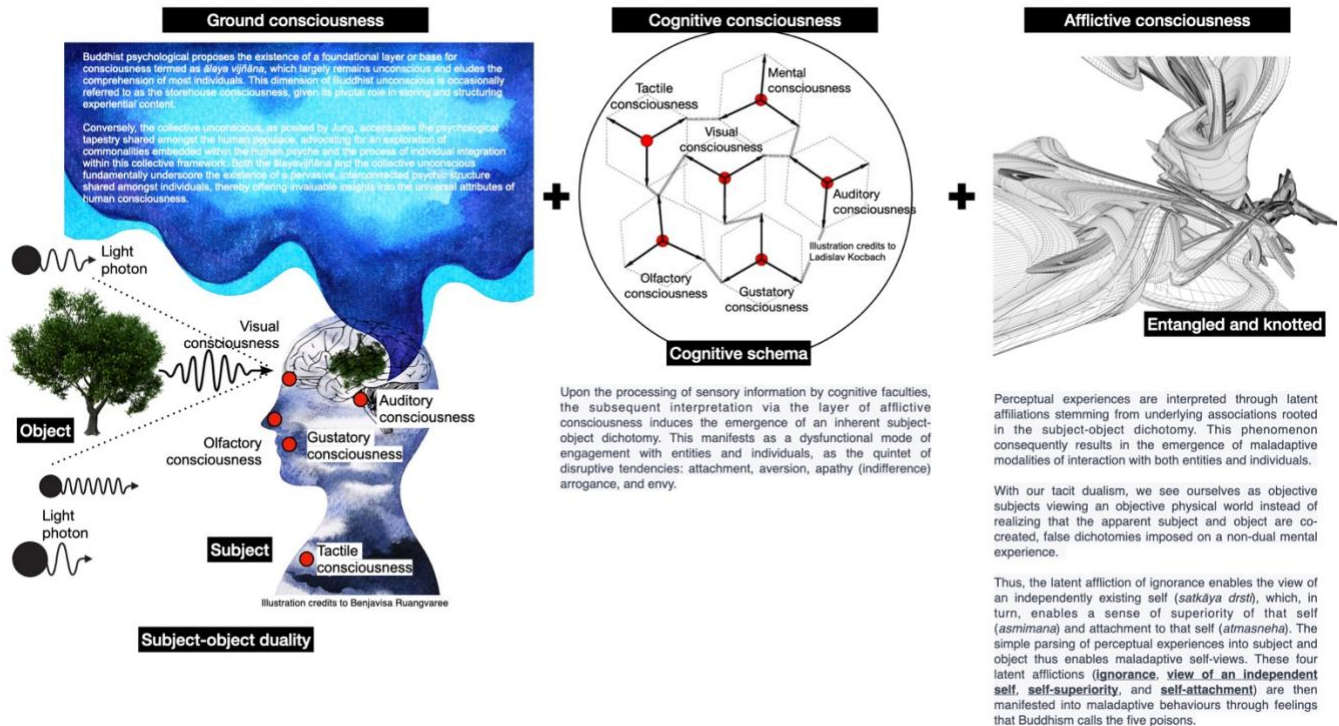 Ground consciousness
Buddhist psychological proposes the existence of a foundational layer or base for
consciousness termed as ālaya vijñāna, which largely remains unconscious and eludes the
comprehension of most individuals. This dimension of Buddhist unconscious is occasionally
referred to as the storehouse consciousness, given its pivotal role in storing and structuring
experiential content.
Conversely, the collective unconscious, as posited by Jung, accentuates the psychological
tapestry shared amongst the human populace, advocating for an exploration of
commonalities embedded within the human psyche and the process of individual integration
within this collective framework. Both the ālayavijñāna and the collective unconscious
fundamentally underscore the existence of a pervasive, interconnected psychic structure
shared amongst individuals, thereby offering invaluable insights into the universal attributes of
human consciousness.
Light
photon
Visual
consciousness
Object
Auditory
consciousness
Olfactory
consciousness
Gustatory
consciousness
Light
photon
Subject
Tactile
consciousness
Illustration credits to Benjavisa Ruangvaree
Subject-object duality
+
Cognitive consciousness
Mental
consciousness
Tactile
consciousness
Visual
consciousness
Auditory
consciousness
Illustration credits to
Ladislav Kocbach
Olfactory
consciousness
Gustatory
consciousness
Cognitive schema
Upon the processing of sensory information by cognitive faculties,
the subsequent interpretation via the layer of afflictive
consciousness induces the emergence of an inherent subject-
object dichotomy. This manifests as a dysfunctional mode of
engagement with entities and individuals, as the quintet of
disruptive tendencies: attachment, aversion, apathy (indifference)
arrogance, and envy.
+
Afflictive consciousness
Entangled and knotted
Perceptual experiences are interpreted through latent
affiliations stemming from underlying associations rooted
in the subject-object dichotomy. This phenomenon
consequently results in the emergence of maladaptive
modalities of interaction with both entities and individuals.
With our tacit dualism, we see ourselves as objective
subjects viewing an objective physical world instead of
realizing that the apparent subject and object are co-
created, false dichotomies imposed on a non-dual mental
experience.
Thus, the latent affliction of ignorance enables the view of
an independently existing self (satkāya drsti), which, in
turn, enables a sense of superiority of that self
(asmimana) and attachment to that self (atmasneha). The
simple parsing of perceptual experiences into subject and
object thus enables maladaptive self-views. These four
latent afflictions (ignorance, view of an independent
self, self-superiority, and self-attachment) are then
manifested into maladaptive behaviours through feelings
that Buddhism calls the five poisons.